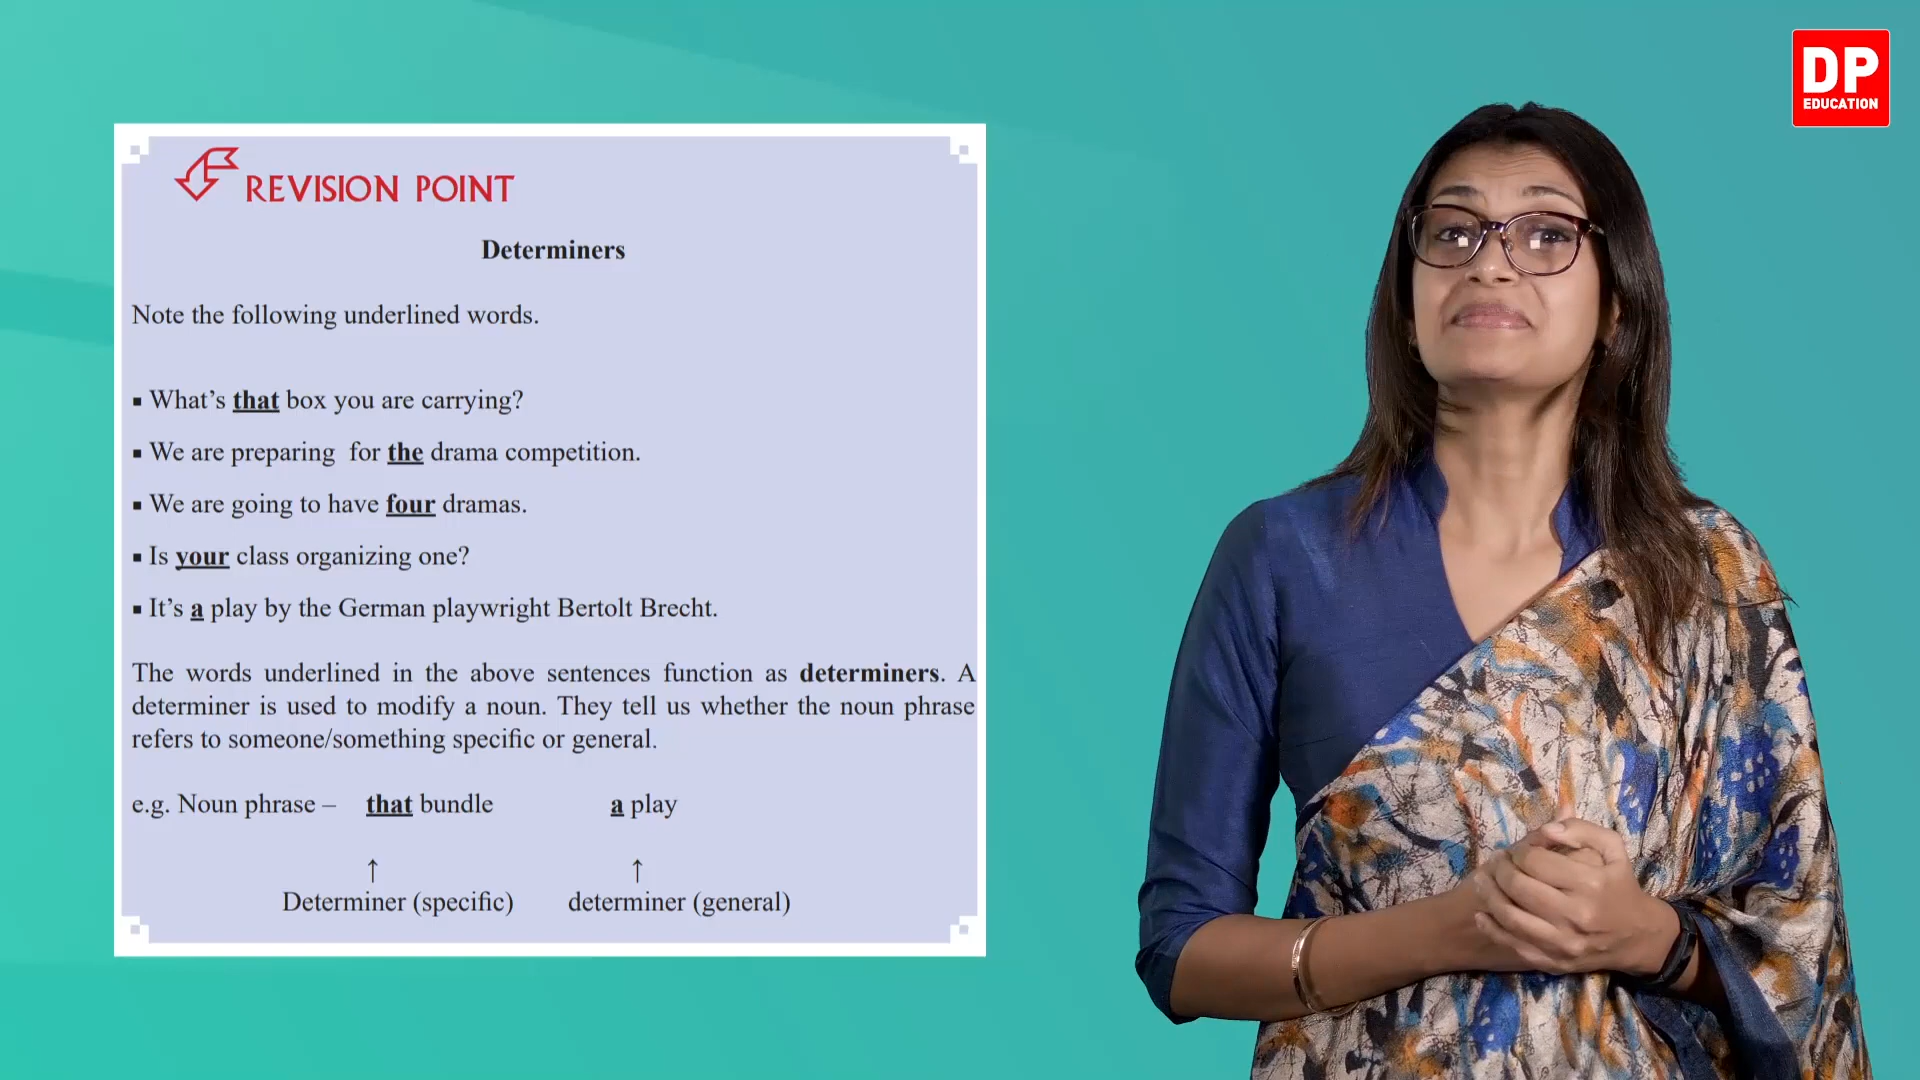 DP
EDUCATION
REVISION POINT
Determiners
Note the following underlined words.
▪ What’s that box you are carrying?
▪ We are preparing for the drama competition.
▪ We are going to have four dramas.
▪ Is your class organizing one?
▪ It’s a play by the German playwright Bertolt Brecht.
The words underlined in the above sentences function as determiners. A
determiner is used to modify a noun. They tell us whether the noun phrase
refers to someone/something specific or general.
e.g. Noun phrase – that bundle a play
↑ ↑
Determiner (specific) determiner (general)